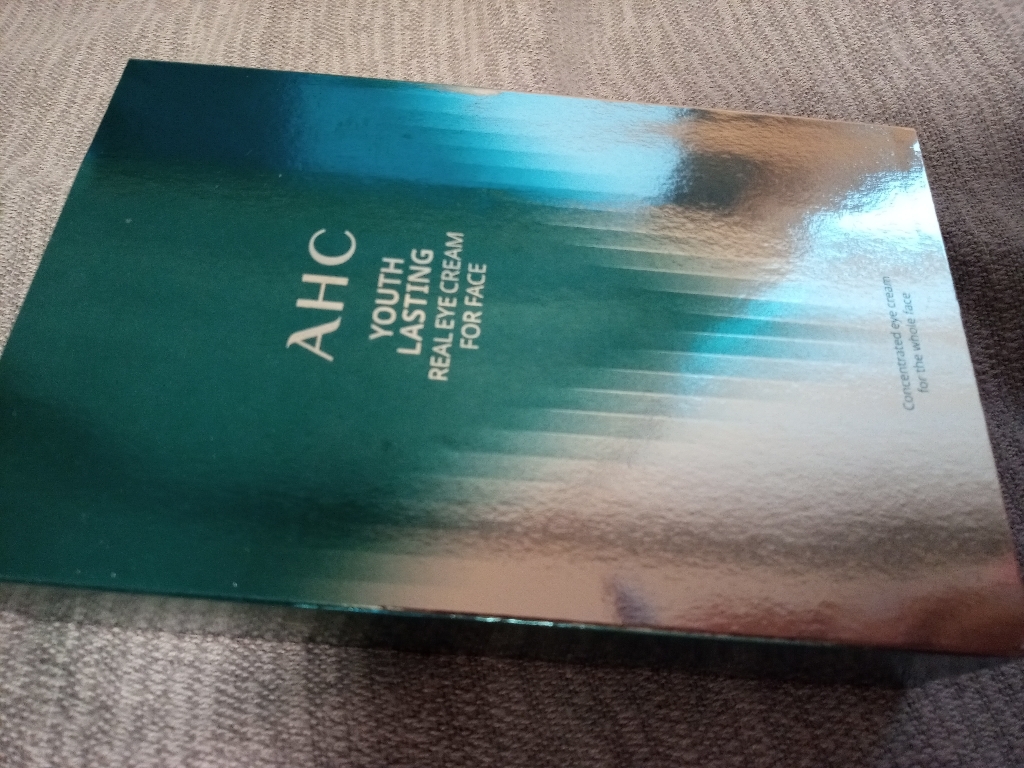 AHC
YOUTH
LASTING
REAL EYE CREAM
FOR FACE
Concentrated eye cream
for the whole face